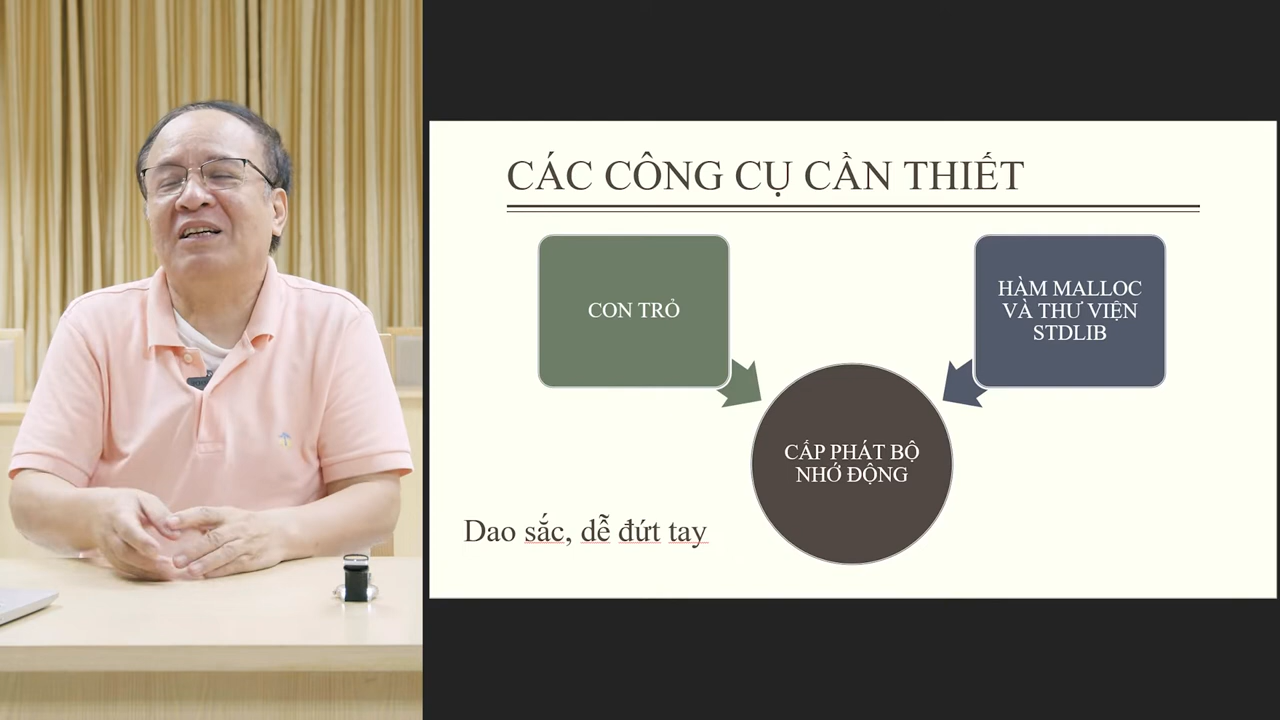 CÁC CÔNG CỤ CẦN THIẾT
CON TRỎ
HÀM MALLOC
VÀ THƯ VIỆN
STDLIB
CẤP PHÁT BỘ
NHỚ ĐỘNG
Dao sắc, dễ đứt tay